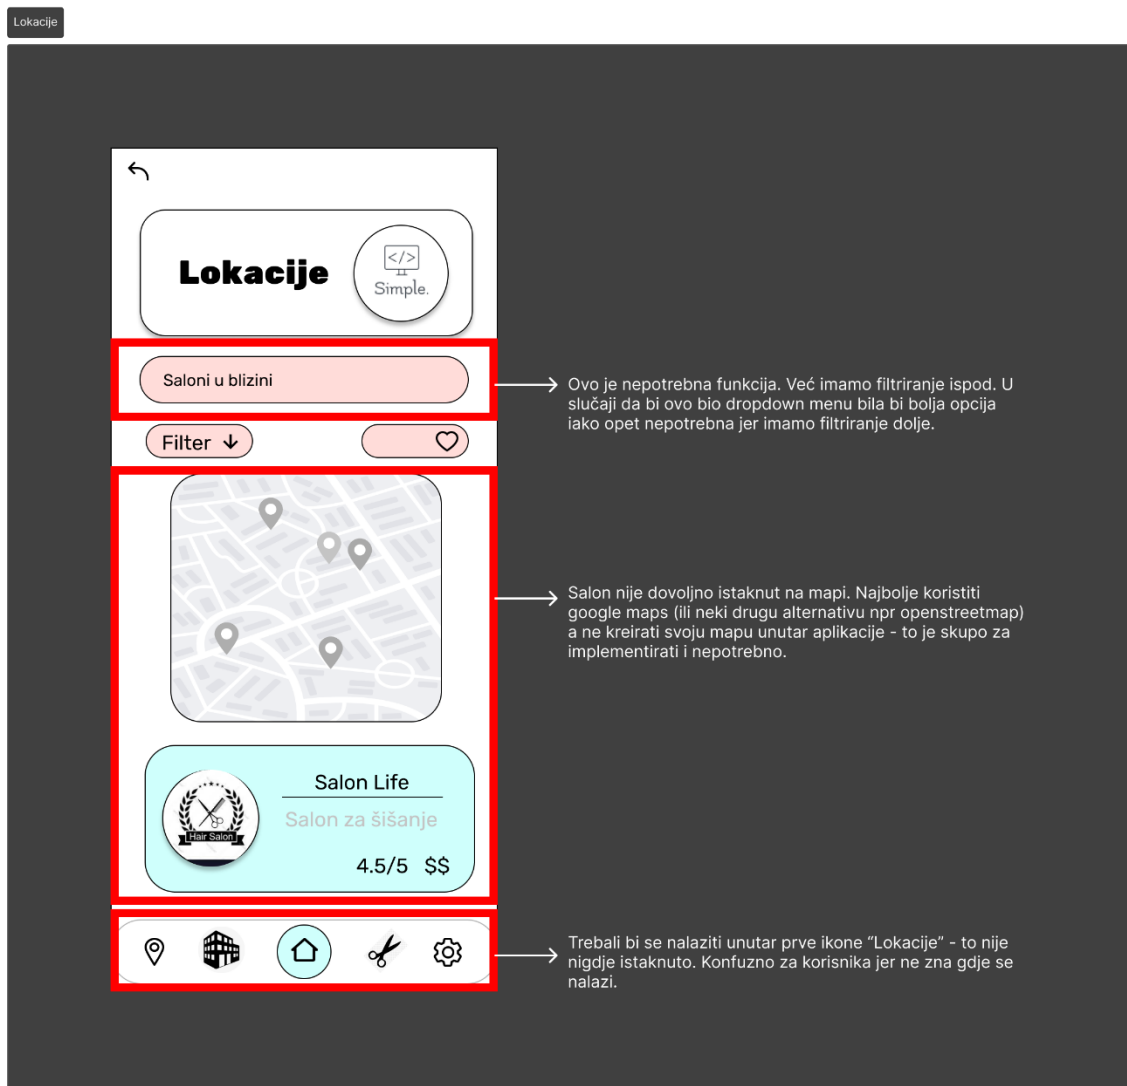 Lokacije
Lokacije
</>
Simple.
Saloni u blizini
Ovo je nepotrebna funkcija. Već imamo filtriranje ispod. U
slučaji da bi ovo bio dropdown menu bila bi bolja opcija
iako opet nepotrebna jer imamo filtriranje dolje.
Filter ↓
Salon nije dovoljno istaknut na mapi. Najbolje koristiti
google maps (ili neki drugu alternativu npr openstreetmap)
a ne kreirati svoju mapu unutar aplikacije - to je skupo za
implementirati i nepotrebno.
Salon Life
Salon za šišanje
Hair Salon
4.5/5 $$
Trebali bi se nalaziti unutar prve ikone “Lokacije” - to nije
nigdje istaknuto. Konfuzno za korisnika jer ne zna gdje se
nalazi.